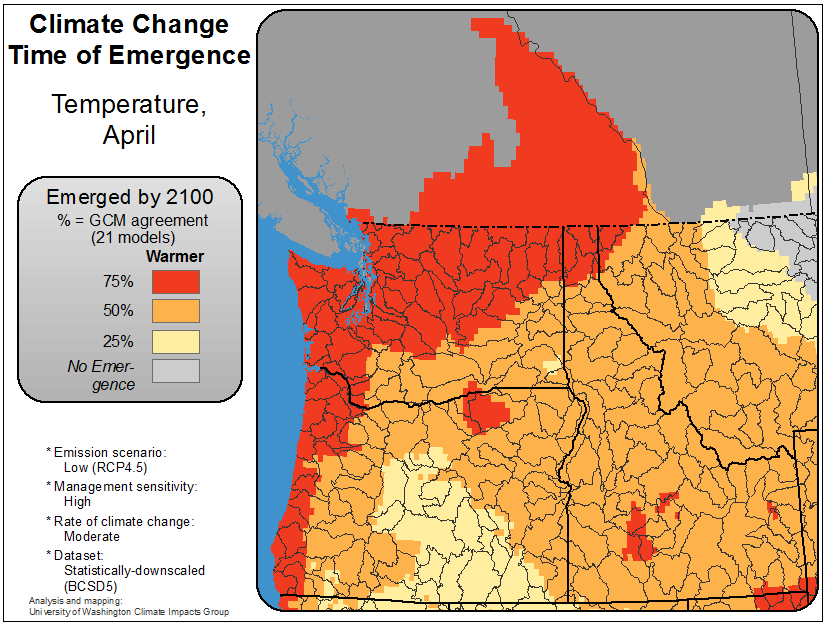 Climate Change
Time of Emergence
Temperature,
April
Emerged by 2100
% = GCM agreement
(21 models)
Warmer
75%
50%
25%
No Emer-
gence
* Emission scenario:
Low (RCP4.5)
* Management sensitivity:
High
* Rate of climate change:
Moderate
* Dataset:
Statistically-downscaled
(BCSD5)
Analysis and mapping:
University of Washington Climate Impacts Group